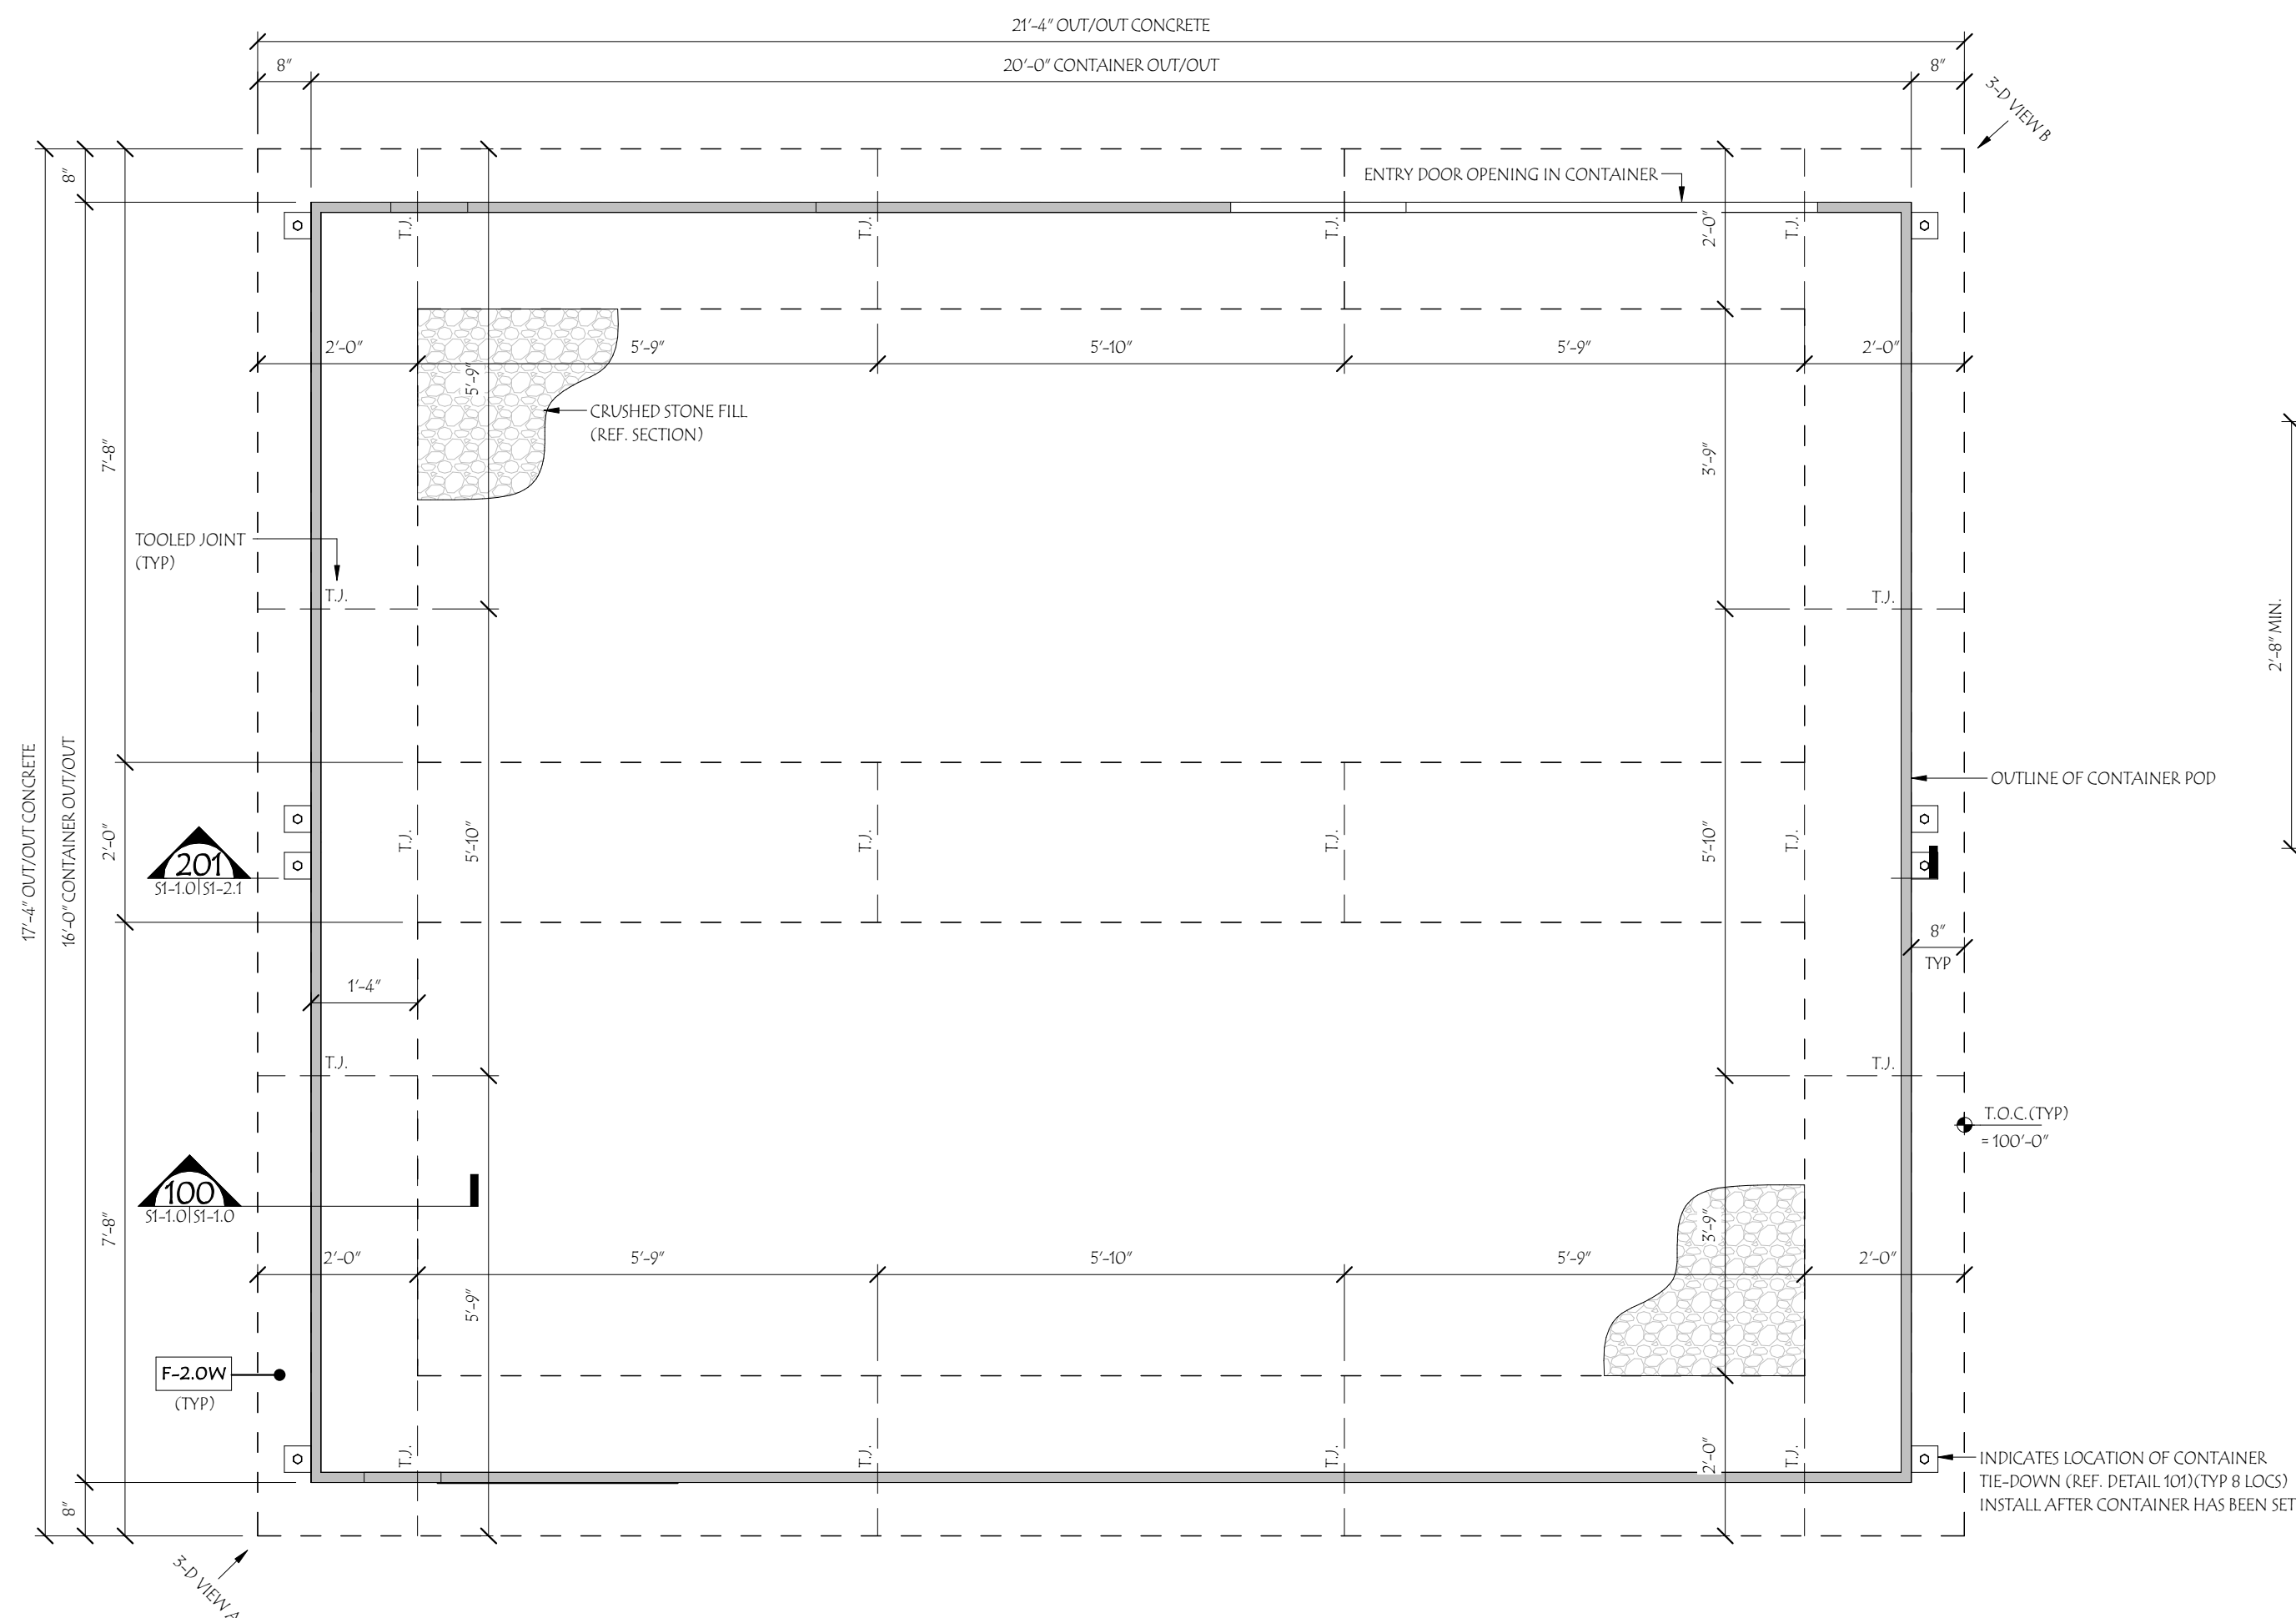 21'-4" OUT/OUT CONCRETE
8"
20'-0" CONTAINER OUT/OUT
8"
3-D VIEW B
8"
ENTRY DOOR OPENING IN CONTAINER
T.J.
T.J.
T.J.
2'-0"
T.J.
2'-0"
5'-9"
5'-10"
5'-9"
2'-0"
5'-9"
CRUSHED STONE FILL
(REF. SECTION)
7'-8"
3'-9"
TOOLED JOINT
(TYP)
T.J.
T.J.
2'-8" MIN.
OUTLINE OF CONTAINER POD
17'-4" OUT/OUT CONCRETE
16'-0" CONTAINER OUT/OUT
2'-0"
201
S1-1.0 S1-2.1
T.J.
5'-10"
T.J.
T.J.
5'-10"
T.J.
8"
TYP
1'-4"
T.J.
T.J.
T.O.C.(TYP)
= 100'-0"
100
S1-1.0 S1-1.0
7'-8"
3'-9"
2'-0"
5'-9"
5'-10"
5'-9"
2'-0"
5'-9"
F-2.0W
(TYP)
T.J.
T.J.
T.J.
2'-0"
T.J.
INDICATES LOCATION OF CONTAINER
TIE-DOWN (REF. DETAIL 101)(TYP 8 LOCS)
INSTALL AFTER CONTAINER HAS BEEN SET
8"
3-D VIEW A